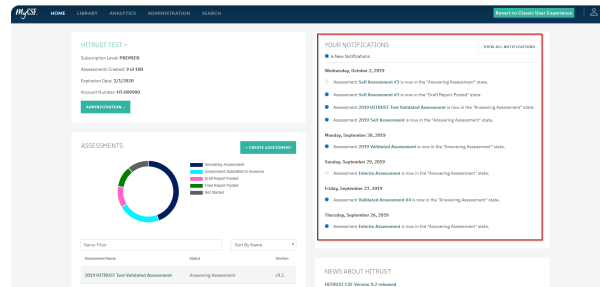 MyCSF. HOME LIBRARY ANALYTICS ADMINISTRATION SEARCH Revert to Classic User Experience
HITRUST TEST
Subscription Level: PREMIER
Assessments Created: 9 of 100
Expiration Date: 1/1/2020
Account Number: HT-009900
ADMINISTRATION...
ASSESSMENTS
+ CREATE ASSESSMENT
Answering Assessment
Assessment Submitted to Assessor
Draft Report Posted
Final Report Posted
Not Started
Name Filter Sort By Name
Assessment Name Status Version
2019 HITRUST Test Validated Assessment Answering Assessment v9.1
YOUR NOTIFICATIONS VIEW ALL NOTIFICATIONS
6 New Notifications
Wednesday, October 2, 2019
Assessment Self Assessment #3 is now in the "Answering Assessment" state.
Assessment Self Assessment #3 is now in the "Draft Report Posted" state.
Assessment 2019 HITRUST Test Validated Assessment is now in the "Answering Assessment" state.
Assessment 2019 Self Assessment is now in the "Answering Assessment" state.
Monday, September 30, 2019
Assessment 2019 Validated Assessment is now in the "Answering Assessment" state.
Sunday, September 29, 2019
Assessment Interim Assessment is now in the "Answering Assessment" state.
Friday, September 27, 2019
Assessment Validated Assessment #4 is now in the "Answering Assessment" state.
Thursday, September 26, 2019
Assessment Interim Assessment is now in the "Answering Assessment" state.
NEWS ABOUT HITRUST
HITRUST CSF Version 9.2 released